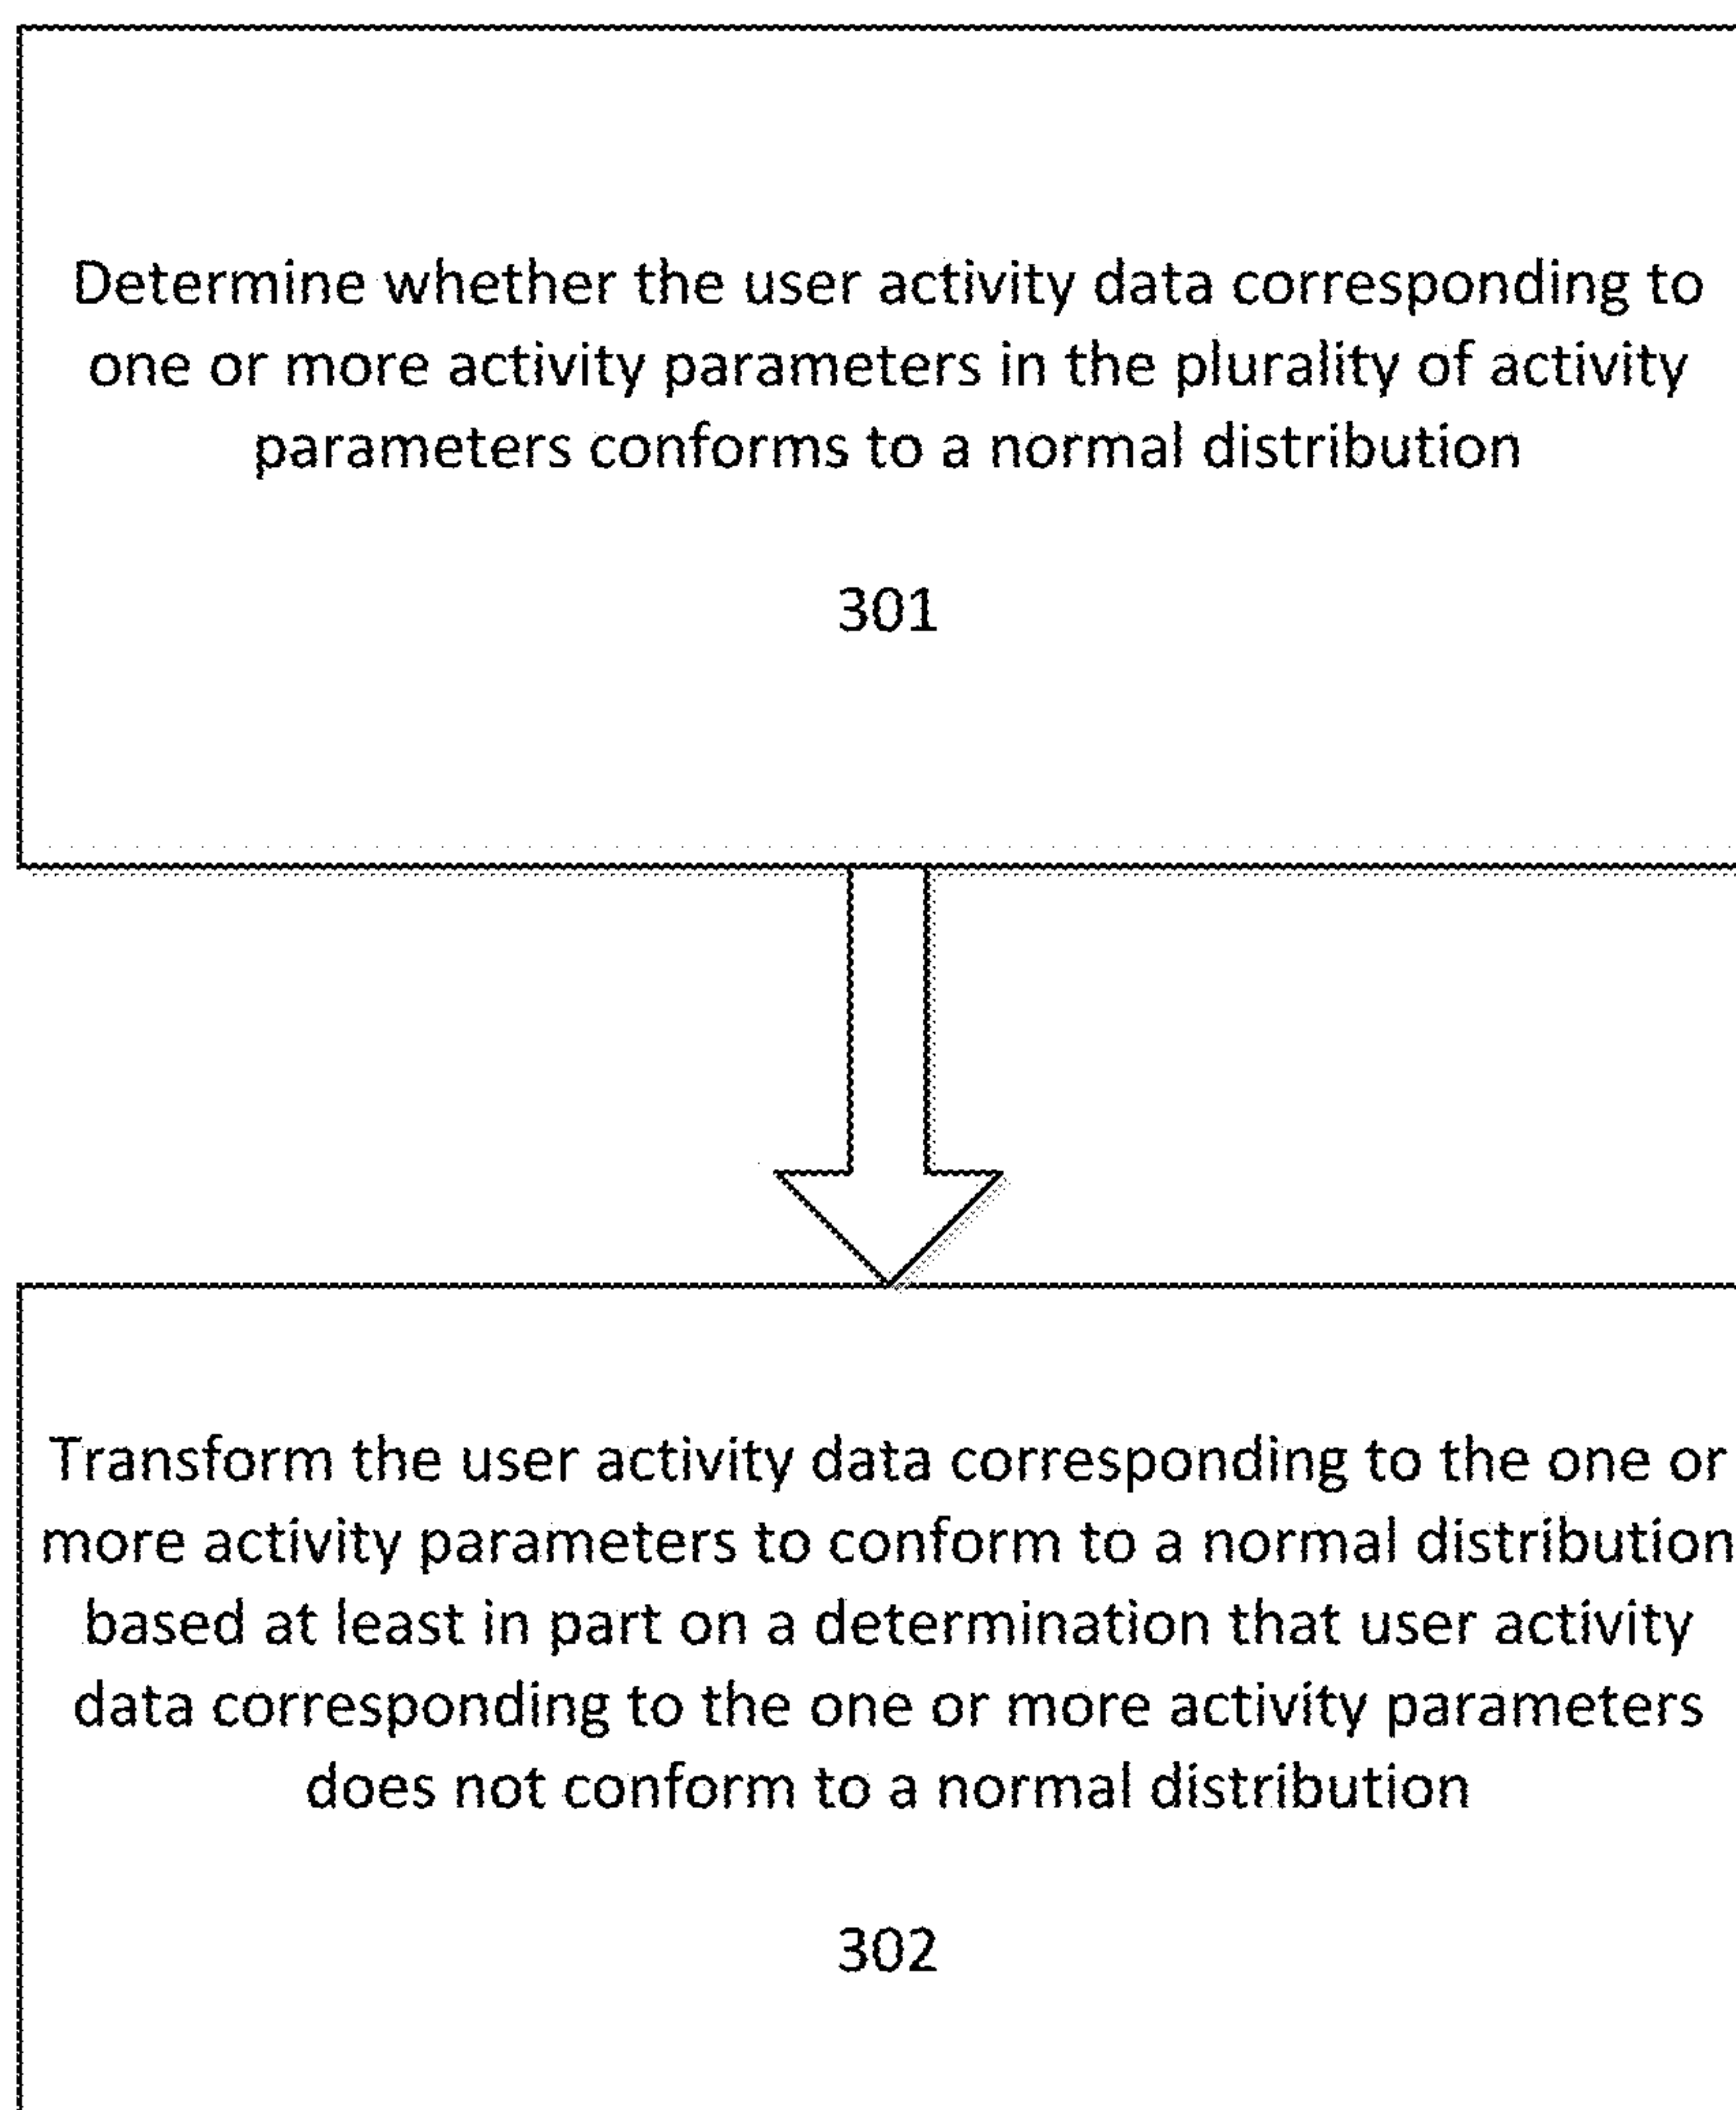 Determine whether the user activity data corresponding to
one or more activity parameters in the plurality of activity
parameters conforms to a normal distribution
301
Transform the user activity data corresponding to the one or
more activity parameters to conform to a normal distribution
based at least in part on a determination that user activity
data corresponding to the one or more activity parameters
does not conform to a normal distribution
302